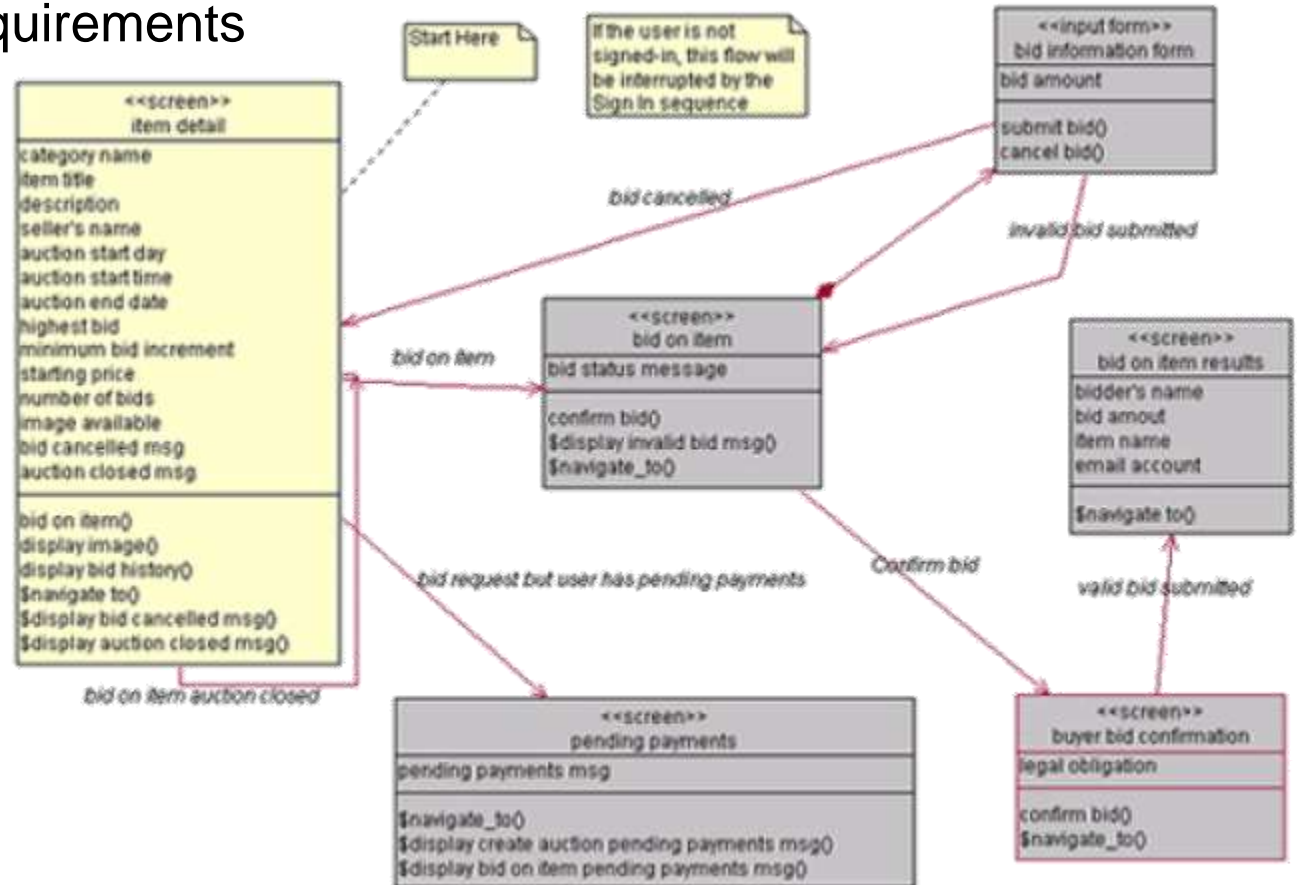 quirements
Start Here
If the user is not
signed-in, this flow will
be interrupted by the
Sign In sequence
<<input form>>
bid information form
bid amount
submit bid()
cancel bid()
<<screen>>
item detail
category name
item title
description
seller's name
auction start day
auction start time
auction end date
highest bid
minimum bid increment
starting price
number of bids
image available
bid cancelled msg
auction closed msg
bid on item()
display image()
display bid history()
$navigate to()
$display bid cancelled msg()
$display auction closed msg()
bid cancelled
invalid bid submitted
bid on item
<<screen>>
bid on item
bid status message
confirm bid()
$display invalid bid msg()
$navigate_to()
<<screen>>
bid on item results
bidder's name
bid amout
item name
email account
$navigate to()
bid request but user has pending payments
Confirm bid
valid bid submitted
bid on item auction closed
<<screen>>
pending payments
pending payments msg
$navigate_to()
$display create auction pending payments msg()
$display bid on item pending payments msg()
<<screen>>
buyer bid confirmation
legal obligation
confirm bid()
$navigate_to()